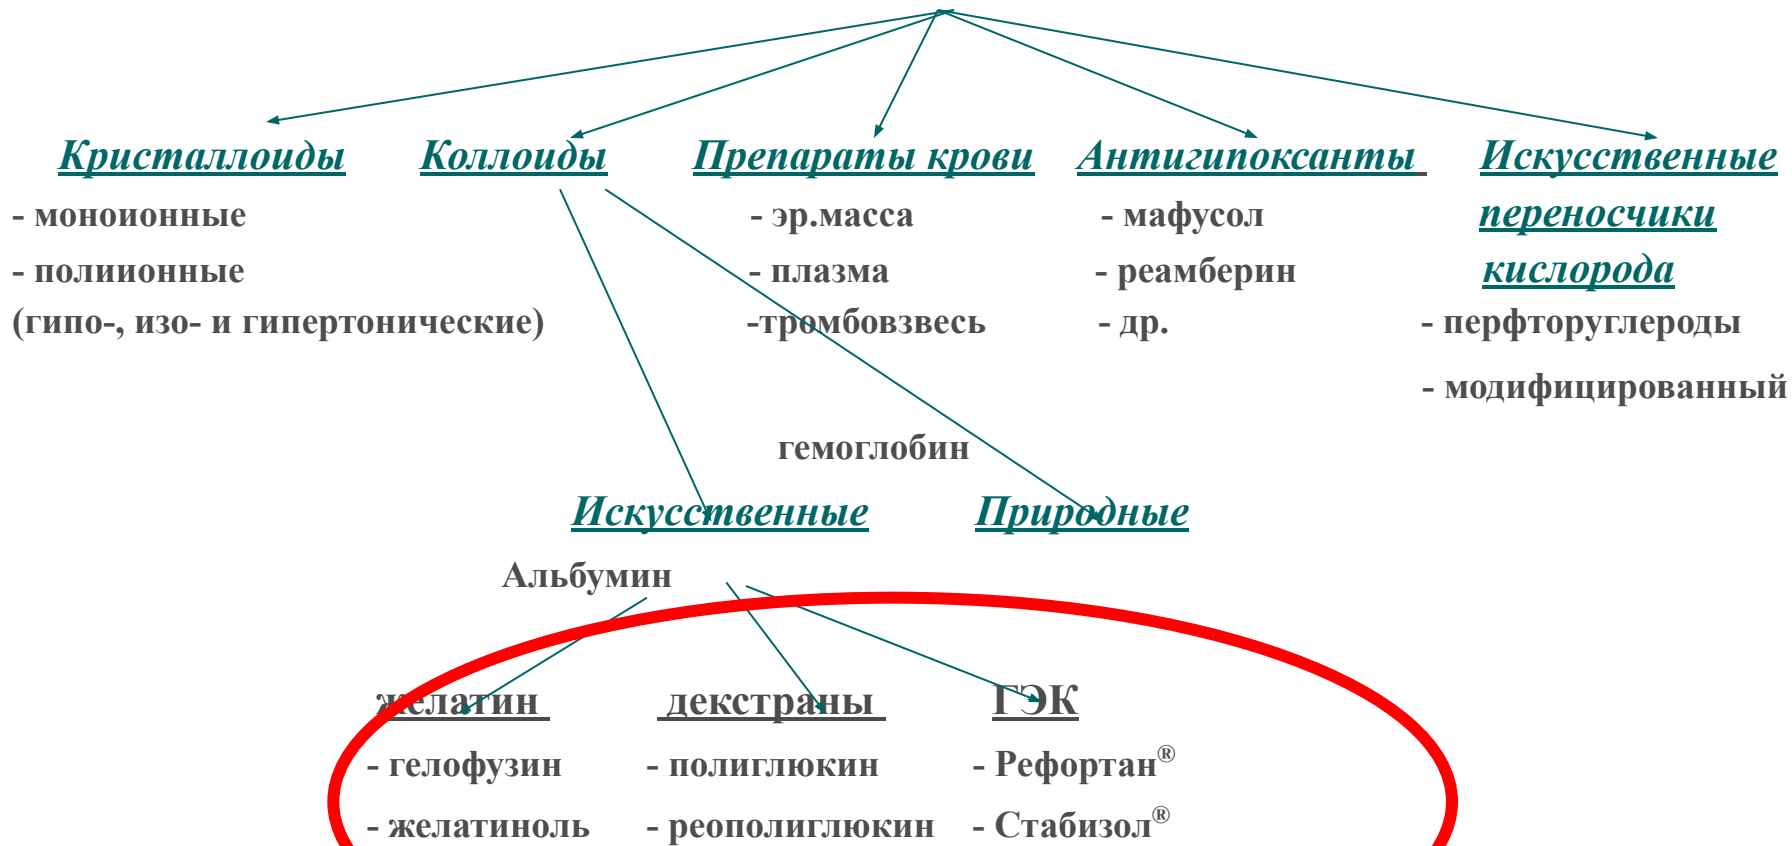 Кристаллоиды Коллоиды Препараты крови Антигипоксанты Искусственные
- моноионные - эр.масса - мафусол переносчики
- полиионные - плазма - реамберин кислорода
(гипо-, изо- и гипертонические) -тромбовзвесь - др. - перфторуглероды
- модифицированный
гемоглобин
Искусственные Природные
Альбумин
желатин декстраны ГЭК
- гелофузин - полиглюкин - Рефортан®
- желатиноль - реополиглюкин - Стабизол®